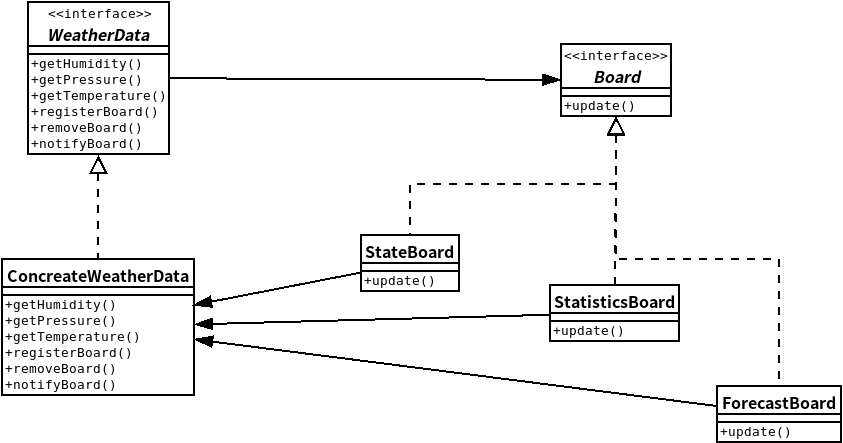 <<interface>>
WeatherData
+getHumidity()
+getPressure()
+getTemperature()
+registerBoard()
+removeBoard()
+notifyBoard()
<<interface>>
Board
+update()
StateBoard
+update()
ConcreateWeatherData
+getHumidity()
+getPressure()
+getTemperature()
+registerBoard()
+removeBoard()
+notifyBoard()
StatisticsBoard
+update()
ForecastBoard
+update()